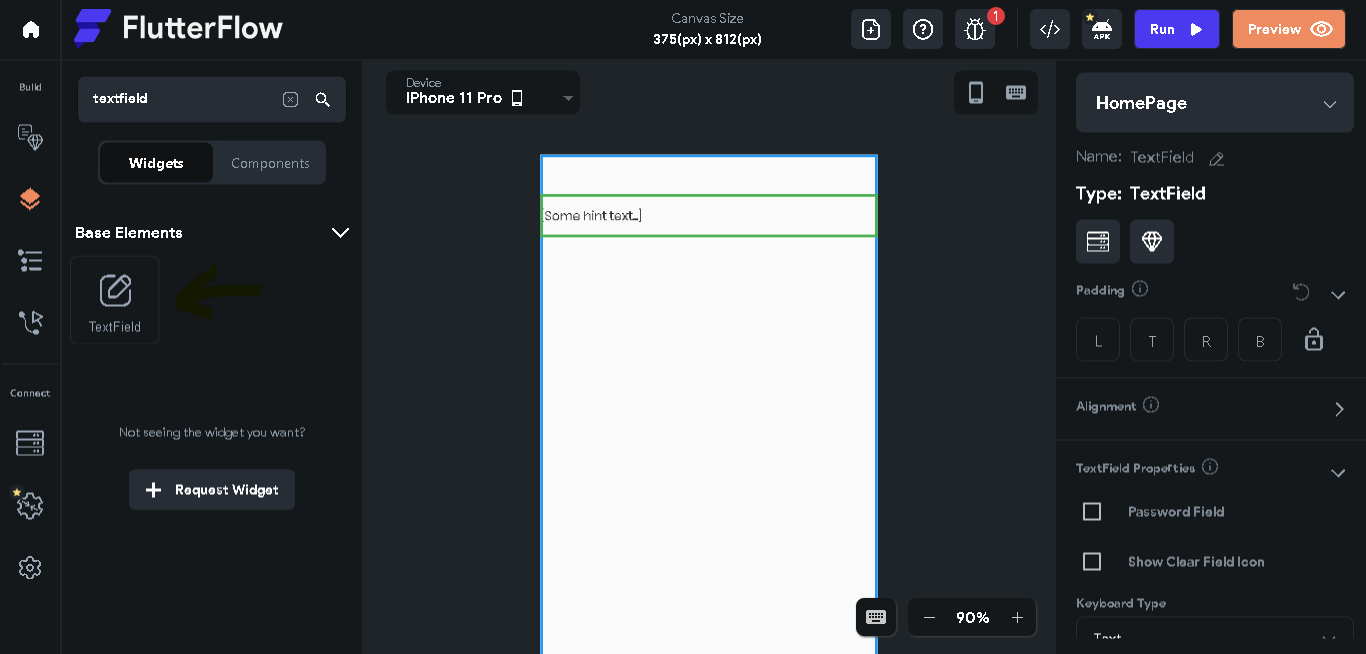 FlutterFlow
Canvas Size
375(px) x 812(px)
1
APK
Run
Preview
Build
textfield
Widgets
Components
Base Elements
TextField
Not seeing the widget you want?
Request Widget
Connect
Device
iPhone 11 Pro
[Some hint text...]
90%
HomePage
Name: TextField
Type: TextField
Padding
L T R B
Alignment
TextField Properties
Password Field
Show Clear Field Icon
Keyboard Type
Text